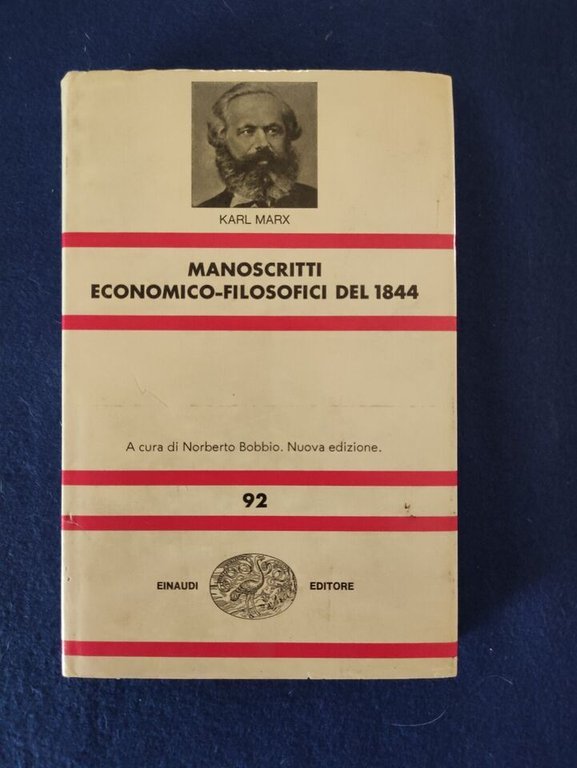 KARL MARX
MANOSCRITTI
ECONOMICO-FILOSOFICI DEL 1844
A cura di Norberto Bobbio. Nuova edizione.
92
EINAUDI EDITORE